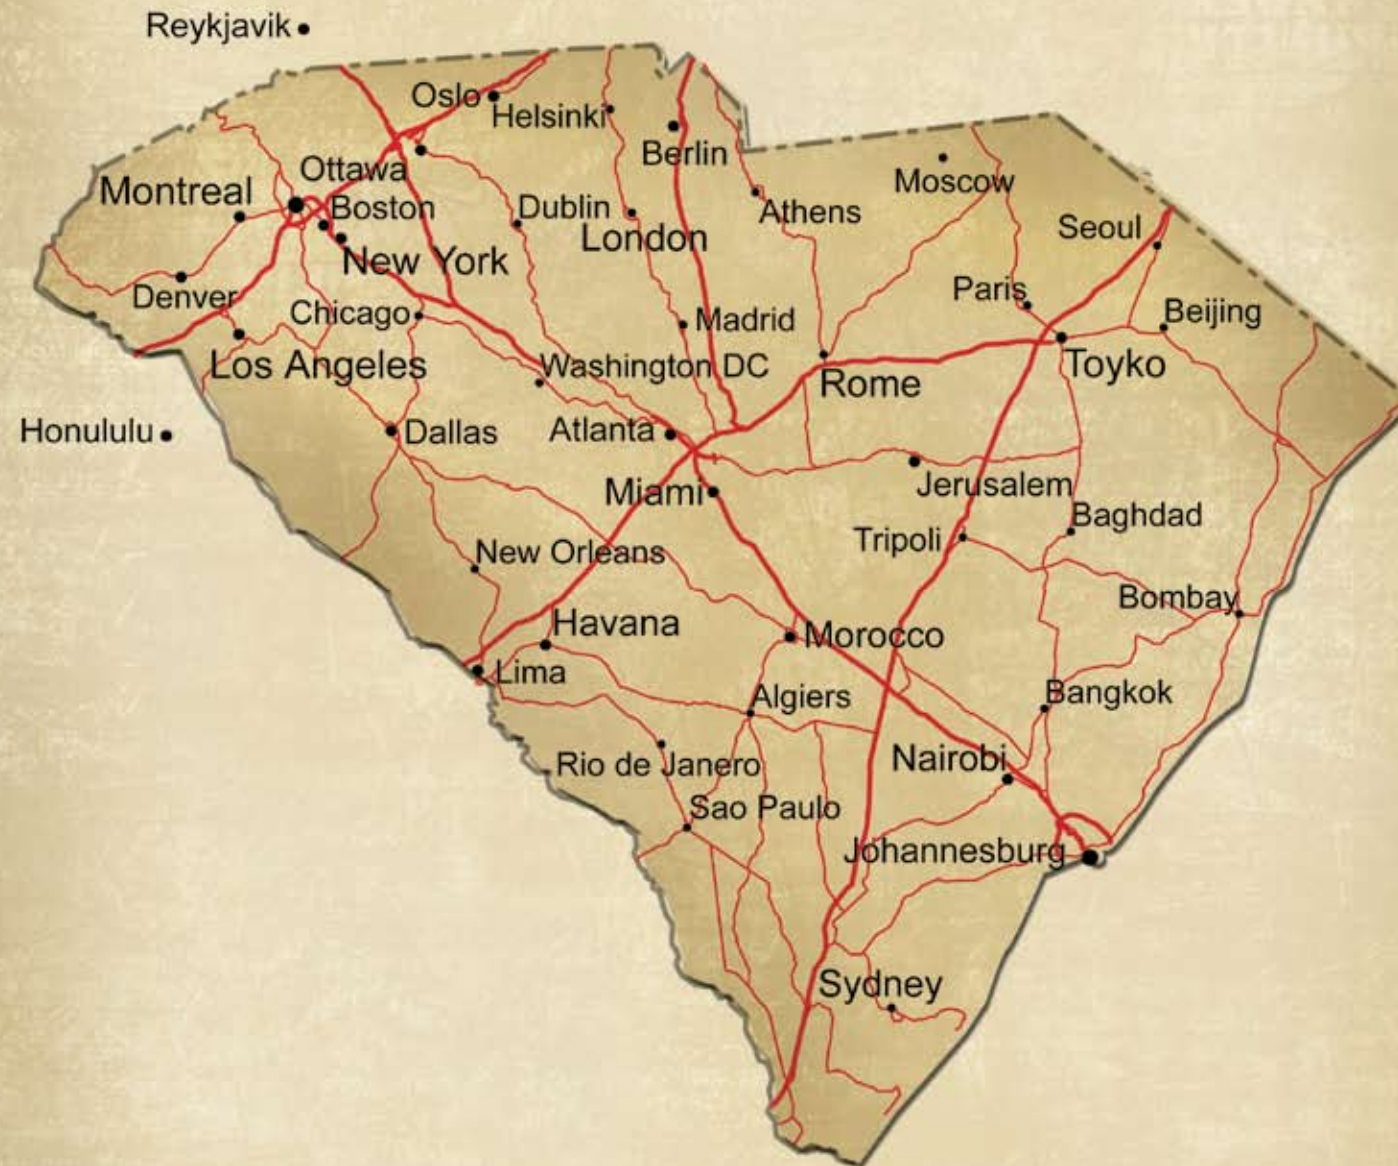 Reykjavik
Oslo
Helsinki
Berlin
Ottawa
Moscow
Montreal
Boston
Dublin
Athens
London
Seoul
New York
Denver
Paris
Chicago
Madrid
Beijing
Los Angeles
Washington DC
Toyko
Rome
Honululu
Dallas
Atlanta
Miami
Jerusalem
Baghdad
Tripoli
New Orleans
Bombay
Havana
Morocco
Lima
Algiers
Bangkok
Rio de Janero
Nairobi
Sao Paulo
Johannesburg
Sydney